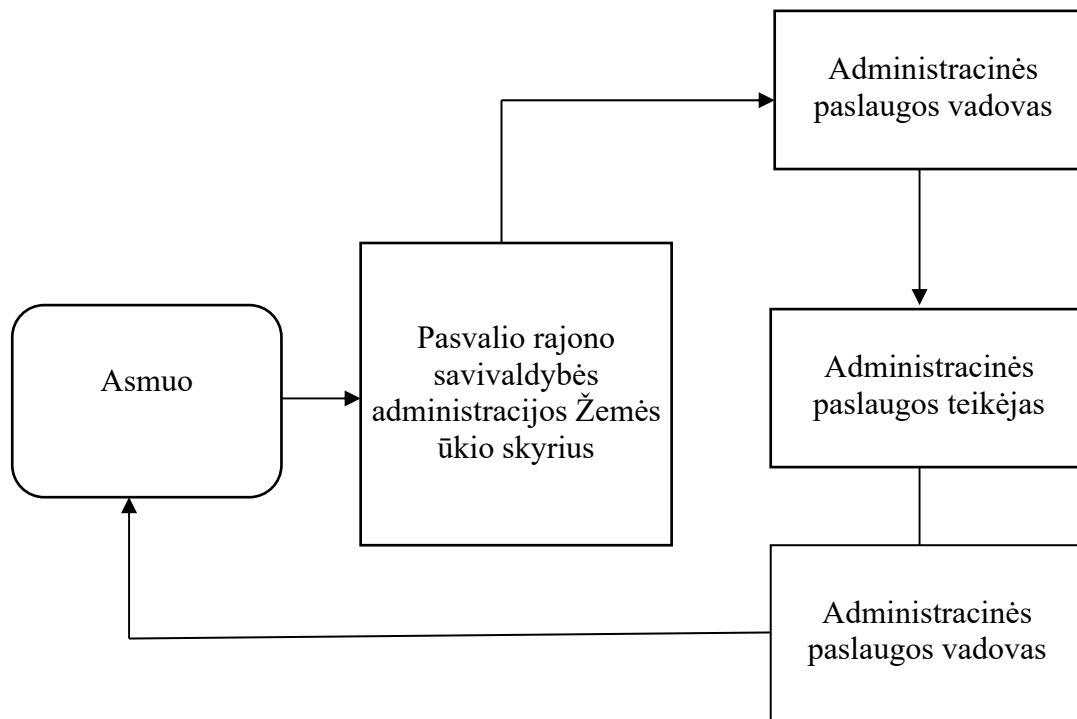 Asmuo
Pasvalio rajono
savivaldybės
administracijos Žemės
ūkio skyrius
Administracinės
paslaugos vadovas
Administracinės
paslaugos teikėjas
Administracinės
paslaugos vadovas